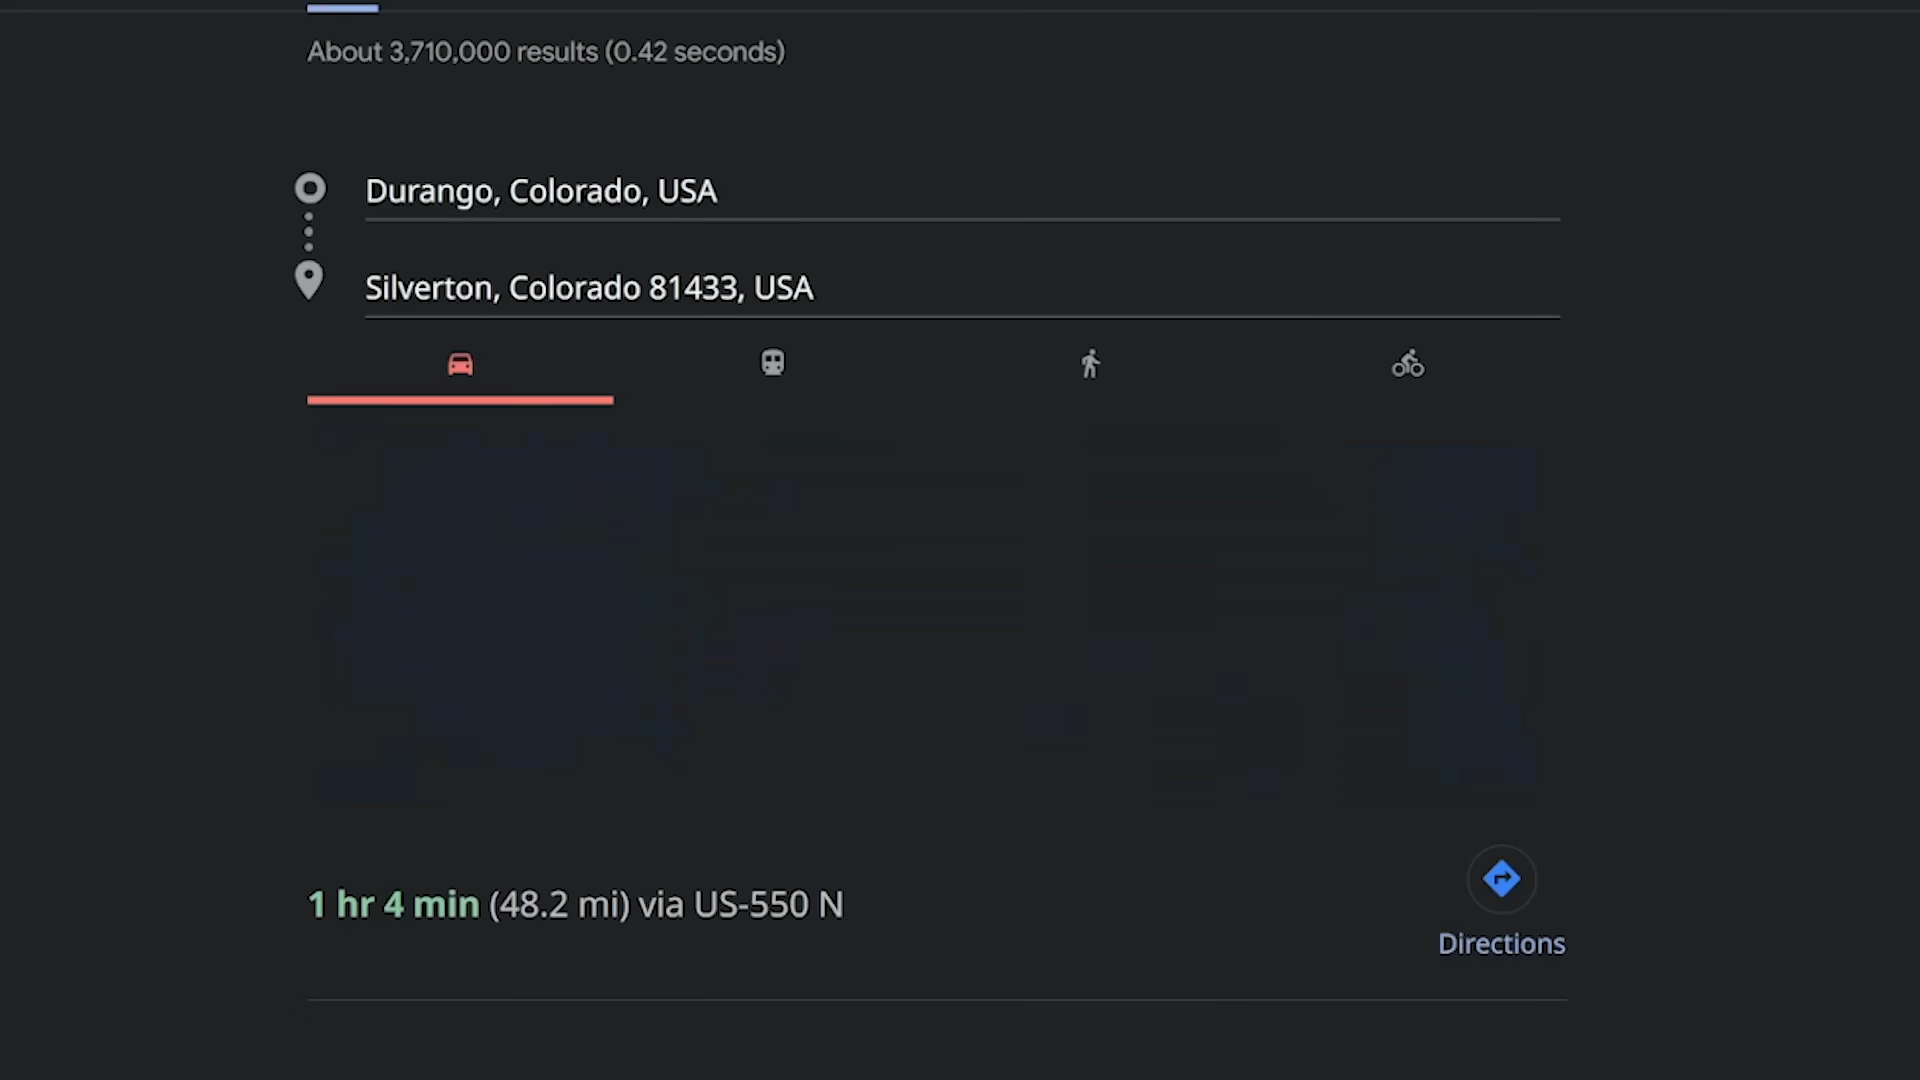 About 3,710,000 results (0.42 seconds)
Durango, Colorado, USA
Silverton, Colorado 81433, USA
1 hr 4 min (48.2 mi) via US-550 N
Directions